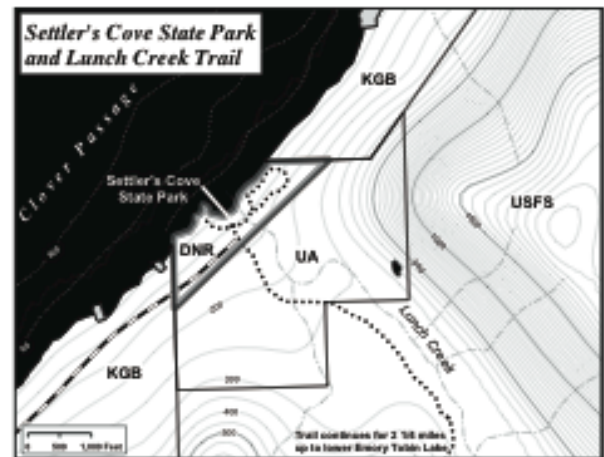 Settler's Cove State Park
and Lunch Creek Trail
KGB
Clover Passage
Settler's Cove
State Park
USFS
DNR
UA
Lunch Creek
KGB
200
400
0 500 1,000 Feet
Trail continues for 2 1/4 miles
up to lower Emory Tobin Lake